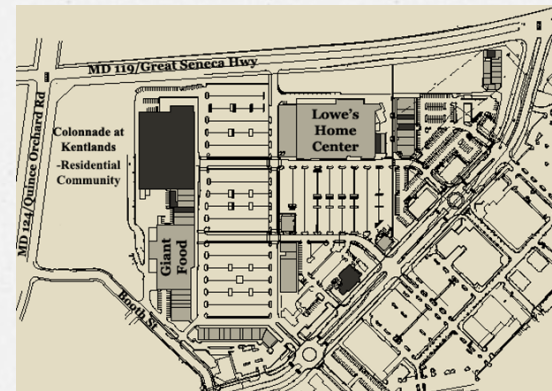 MD 119/Great Seneca Hwy
MD 124/Quince Orchard Rd
Colonnade at
Kentlands
-Residential
Community
Lowe's
Home
Center
Giant
Food
Booth St